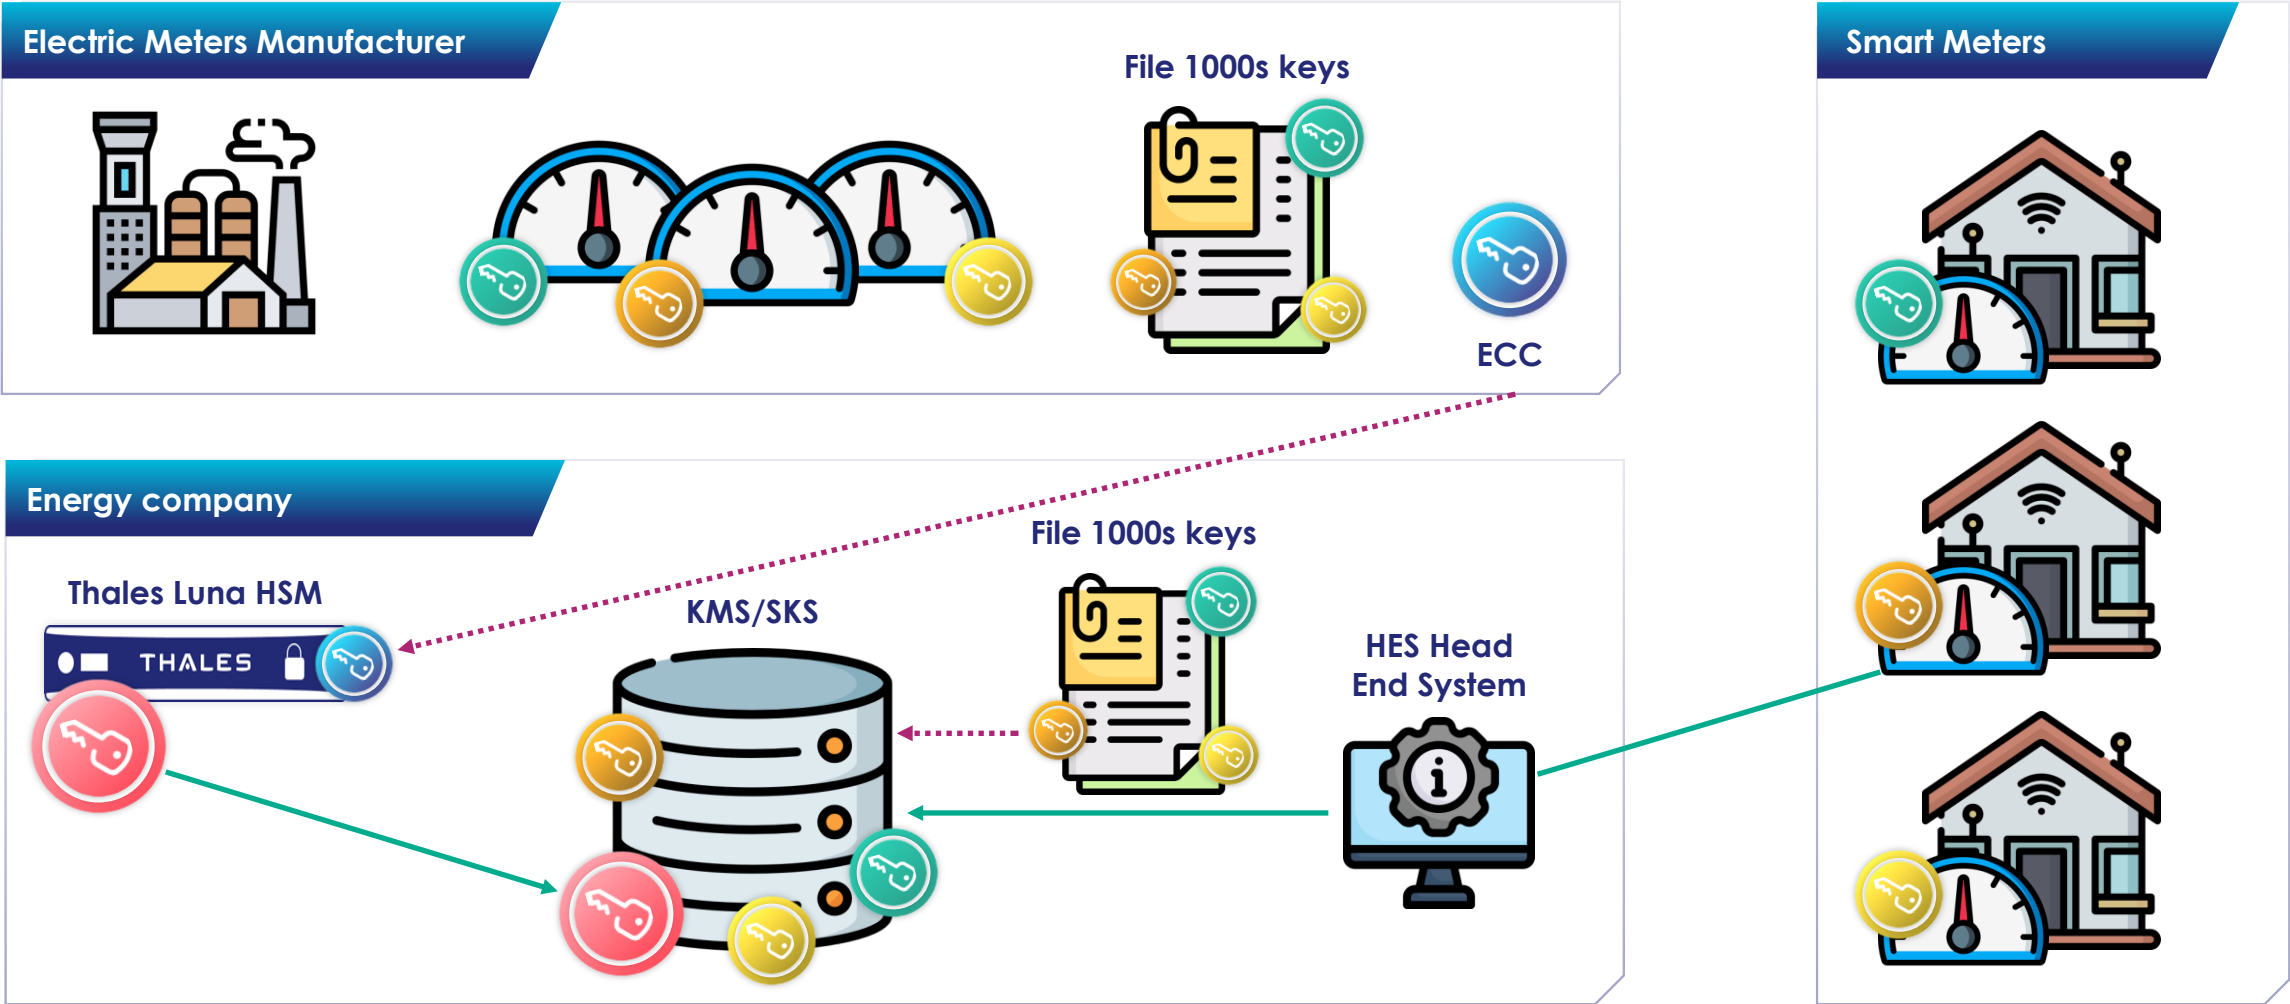 Electric Meters Manufacturer
File 1000s keys
ECC
Smart Meters
Energy company
Thales Luna HSM
THALES
KMS/SKS
File 1000s keys
HES Head
End System
i